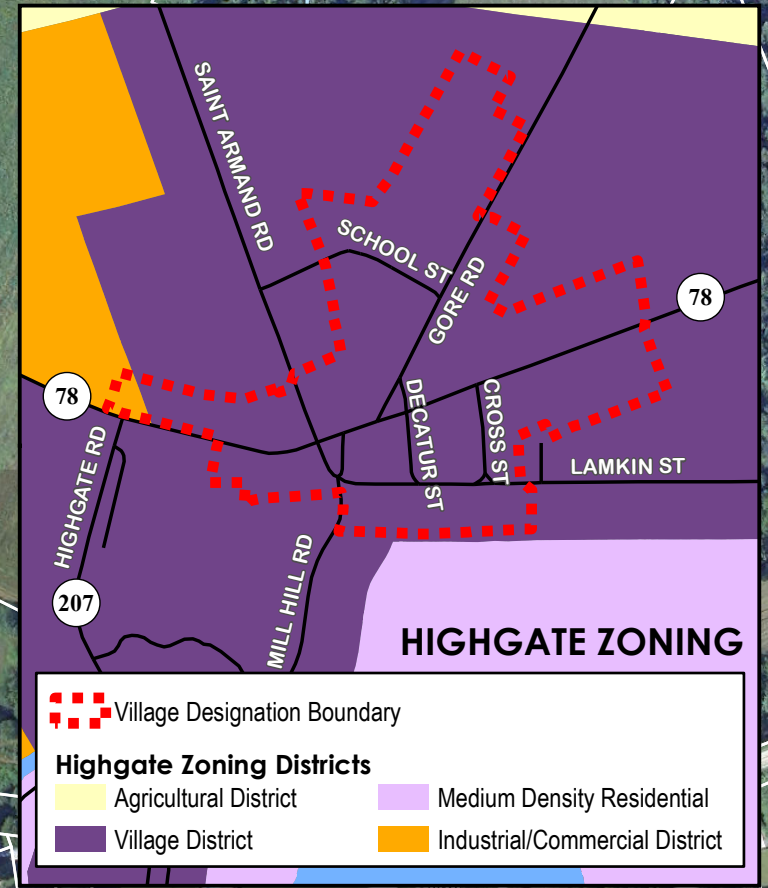 SAINT ARMAND RD
SCHOOL ST
GORE RD
78
78
DECATUR ST
CROSS ST
HIGHGATE RD
LAMKIN ST
MILL HILL RD
207
HIGHGATE ZONING
Village Designation Boundary
Highgate Zoning Districts
Agricultural District
Medium Density Residential
Village District
Industrial/Commercial District